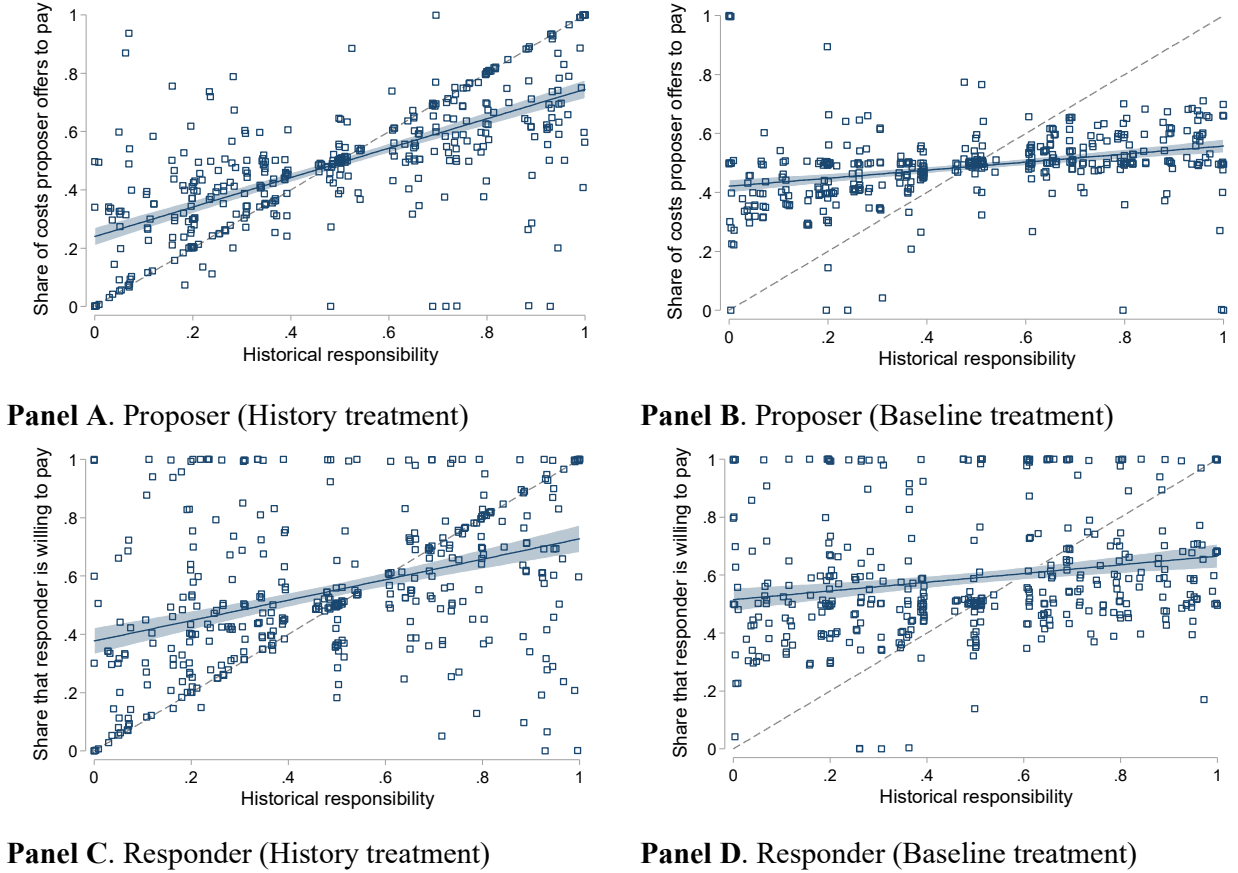 Share of costs proposer offers to pay
1
.8
.6
.4
.2
0
0 .2 .4 .6 .8 1
Historical responsibility
Panel A. Proposer (History treatment)
Share of costs proposer offers to pay
1
.8
.6
.4
.2
0
0 .2 .4 .6 .8 1
Historical responsibility
Panel B. Proposer (Baseline treatment)
Share that responder is willing to pay
1
.8
.6
.4
.2
0
0 .2 .4 .6 .8 1
Historical responsibility
Panel C. Responder (History treatment)
Share that responder is willing to pay
1
.8
.6
.4
.2
0
0 .2 .4 .6 .8 1
Historical responsibility
Panel D. Responder (Baseline treatment)